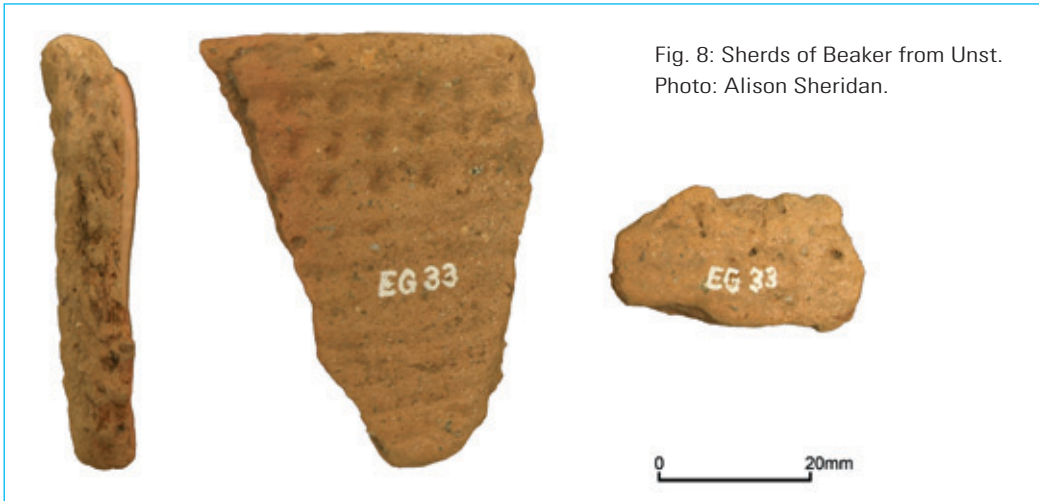 Fig. 8: Sherds of Beaker from Unst.
Photo: Alison Sheridan.
EG 33
EG 33
0 20mm